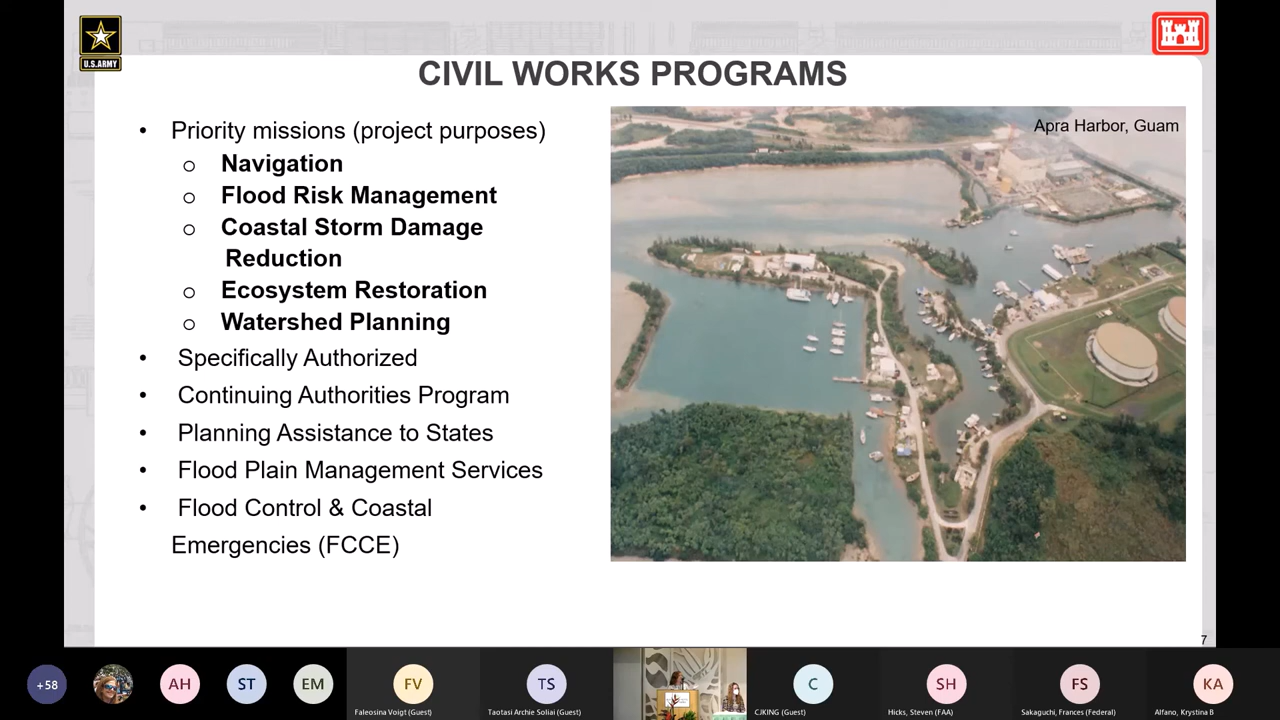 U.S.ARMY
CIVIL WORKS PROGRAMS
• Priority missions (project purposes)
o Navigation
o Flood Risk Management
o Coastal Storm Damage
Reduction
o Ecosystem Restoration
o Watershed Planning
• Specifically Authorized
• Continuing Authorities Program
• Planning Assistance to States
• Flood Plain Management Services
• Flood Control & Coastal
Emergencies (FCCE)
Apra Harbor, Guam
7
+58
AH
ST
EM
FV
Faleosina Voigt (Guest)
TS
Taotasi Archie Soliai (Guest)
C
CJKING (Guest)
SH
Hicks, Steven (FAA)
FS
Sakaguchi, Frances (Federal)
KA
Alfano, Krystina B